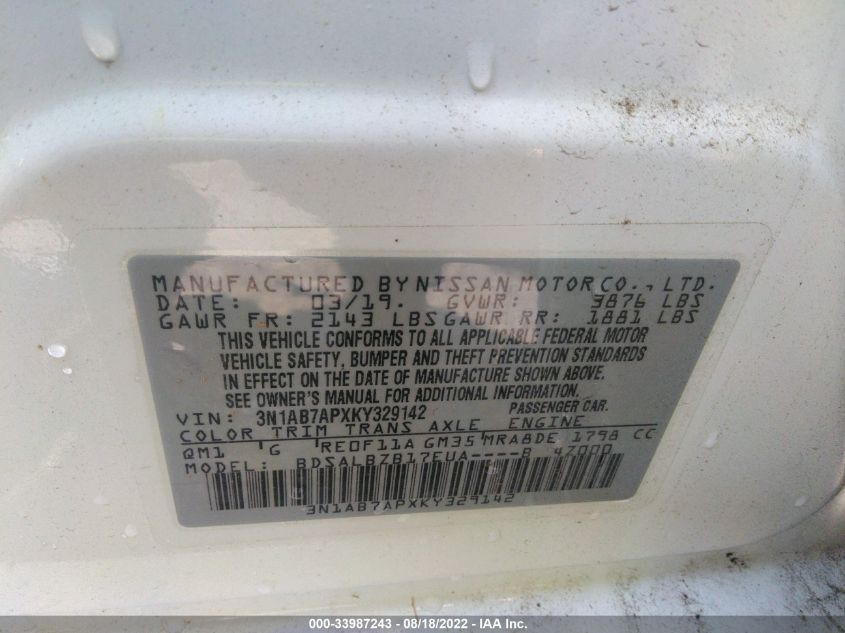 MANUFACTURED BY NISSAN MOTOR CO., LTD.
DATE: 03/19. GVWR: 3876 LBS
GAWR FR: 2143 LBS GAWR RR: 1881 LBS
THIS VEHICLE CONFORMS TO ALL APPLICABLE FEDERAL MOTOR
VEHICLE SAFETY, BUMPER AND THEFT PREVENTION STANDARDS
IN EFFECT ON THE DATE OF MANUFACTURE SHOWN ABOVE.
SEE OWNER'S MANUAL FOR ADDITIONAL INFORMATION.
VIN: 3N1AB7APXKY329142 PASSENGER CAR.
COLOR TRIM TRANS AXLE ENGINE
QM1 G RE0F11A GM35 MRA8DE 1798 CC
MODEL: BDSALBZB17EUA----B 47000
3N1AB7APXKY329142
000-33987243 - 08/18/2022 - IAA Inc.